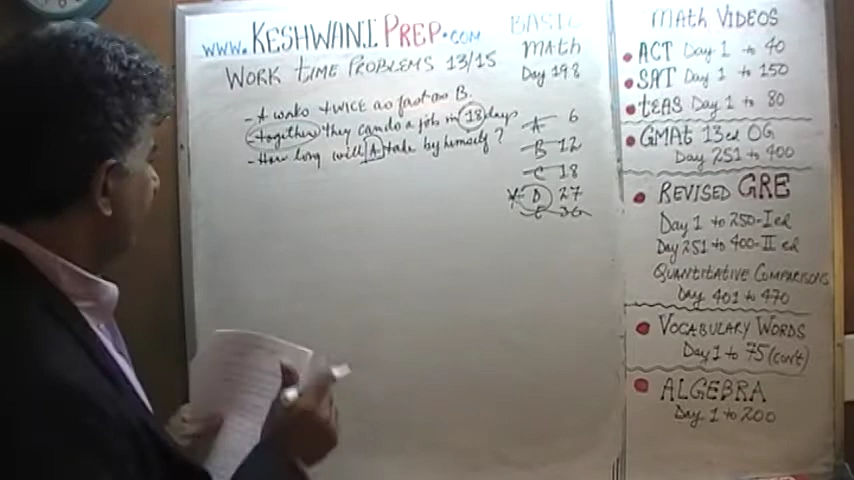 www.KESHWANIPREP.COM
WORK TIME PROBLEMS 13/15
- A works TWICE as fast as B.
- together they can do a job in 18 days
- How long will A take by himself?
BASIC
MATH
Day 198
A 6
B 12
C 18
D 27
E 36
MATH VIDEOS
ACT Day 1 to 40
SAT Day 1 to 150
tEAS Day 1 to 80
GMAt 13ed OG
Day 251 to 400
REVISED GRE
Day 1 to 250-I ed
Day 251 to 400-II ed
QUANTITATIVE COMPARISONS
Day 401 to 470
VOCABULARY WORDS
Day 1 to 75 (con't)
ALGEBRA
Day 1 to 200